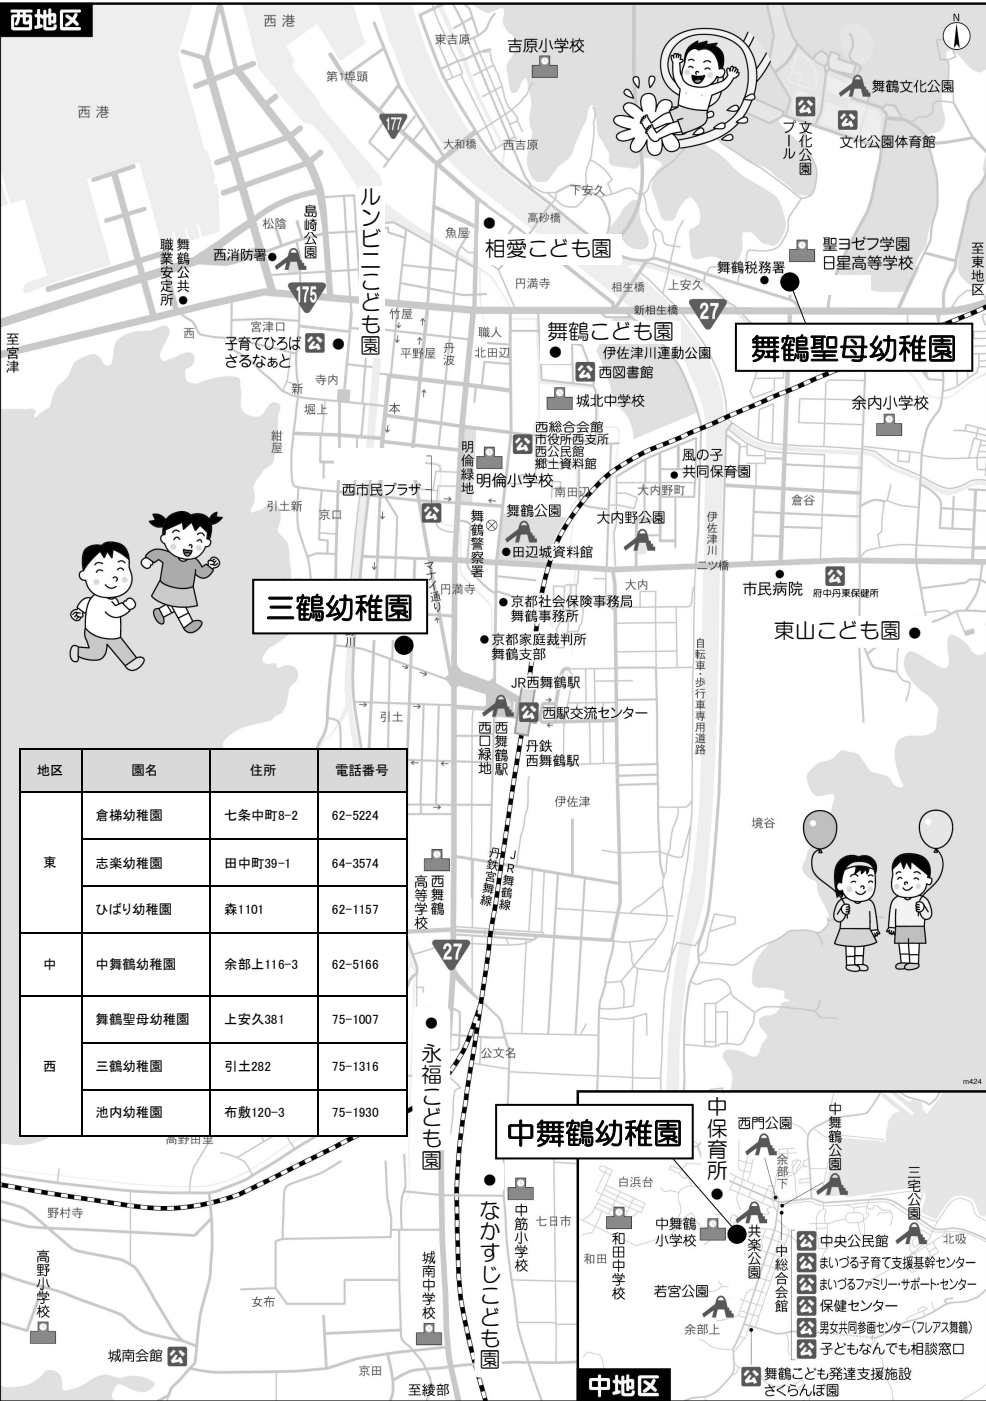 西地区
西港
西港
第1埠頭
東吉原
吉原小学校
177
大和橋
西吉原
下安久
高砂橋
魚屋
相愛こども園
円満寺
相生橋
上安久
新相生橋
N
舞鶴文化公園
文化公園プール
文化公園体育館
聖ヨゼフ学園
日星高等学校
舞鶴税務署
至東地区
27
舞鶴聖母幼稚園
松陰
島崎公園
西消防署
舞鶴公共
職業安定所
175
ルンビニこども園
至宮津
西
宮津口
子育てひろば
さるなぁと
竹屋
平野屋
丹波
職人
北田辺
舞鶴こども園
伊佐津川運動公園
西図書館
城北中学校
余内小学校
寺内
新
堀上
本
紺屋
西総合会館
市役所西支所
西公民館
郷土資料館
明倫緑地
明倫小学校
風の子
共同保育園
南田辺
大内野町
倉谷
西市民プラザ
引土新
京口
舞鶴公園
大内野公園
舞鶴警察署
田辺城資料館
伊佐津川
二ツ橋
大内
市民病院
府中丹東保健所
東山こども園
マナイ通り
円満寺
三鶴幼稚園
川
京都社会保険事務局
舞鶴事務所
京都家庭裁判所
舞鶴支部
自転車・歩行車専用道路
JR西舞鶴駅
西駅交流センター
引土
西舞鶴駅
西口緑地
丹鉄
西舞鶴駅
伊佐津
境谷
地区 園名 住所 電話番号
東 倉梯幼稚園 七条中町8-2 62-5224
志楽幼稚園 田中町39-1 64-3574
ひばり幼稚園 森1101 62-1157
中 中舞鶴幼稚園 余部上116-3 62-5166
西 舞鶴聖母幼稚園 上安久381 75-1007
三鶴幼稚園 引土282 75-1316
池内幼稚園 布敷120-3 75-1930
西舞鶴
高等学校
JR舞鶴線
丹鉄宮舞線
27
永福こども園
公文名
m424
高野由里
野村寺
高野小学校
女布
城南会館
城南中学校
京田
至綾部
なかすじこども園
中筋小学校
七日市
中舞鶴幼稚園
中保育所
西門公園
余部下
中舞鶴公園
三宅公園
北吸
白浜台
和田中学校
和田
中舞鶴
小学校
共楽公園
中総合会館
中央公民館
まいづる子育て支援基幹センター
まいづるファミリー・サポートセンター
保健センター
男女共同参画センター(フレアス舞鶴)
子どもなんでも相談窓口
若宮公園
余部上
舞鶴こども発達支援施設
さくらんぼ園
中地区